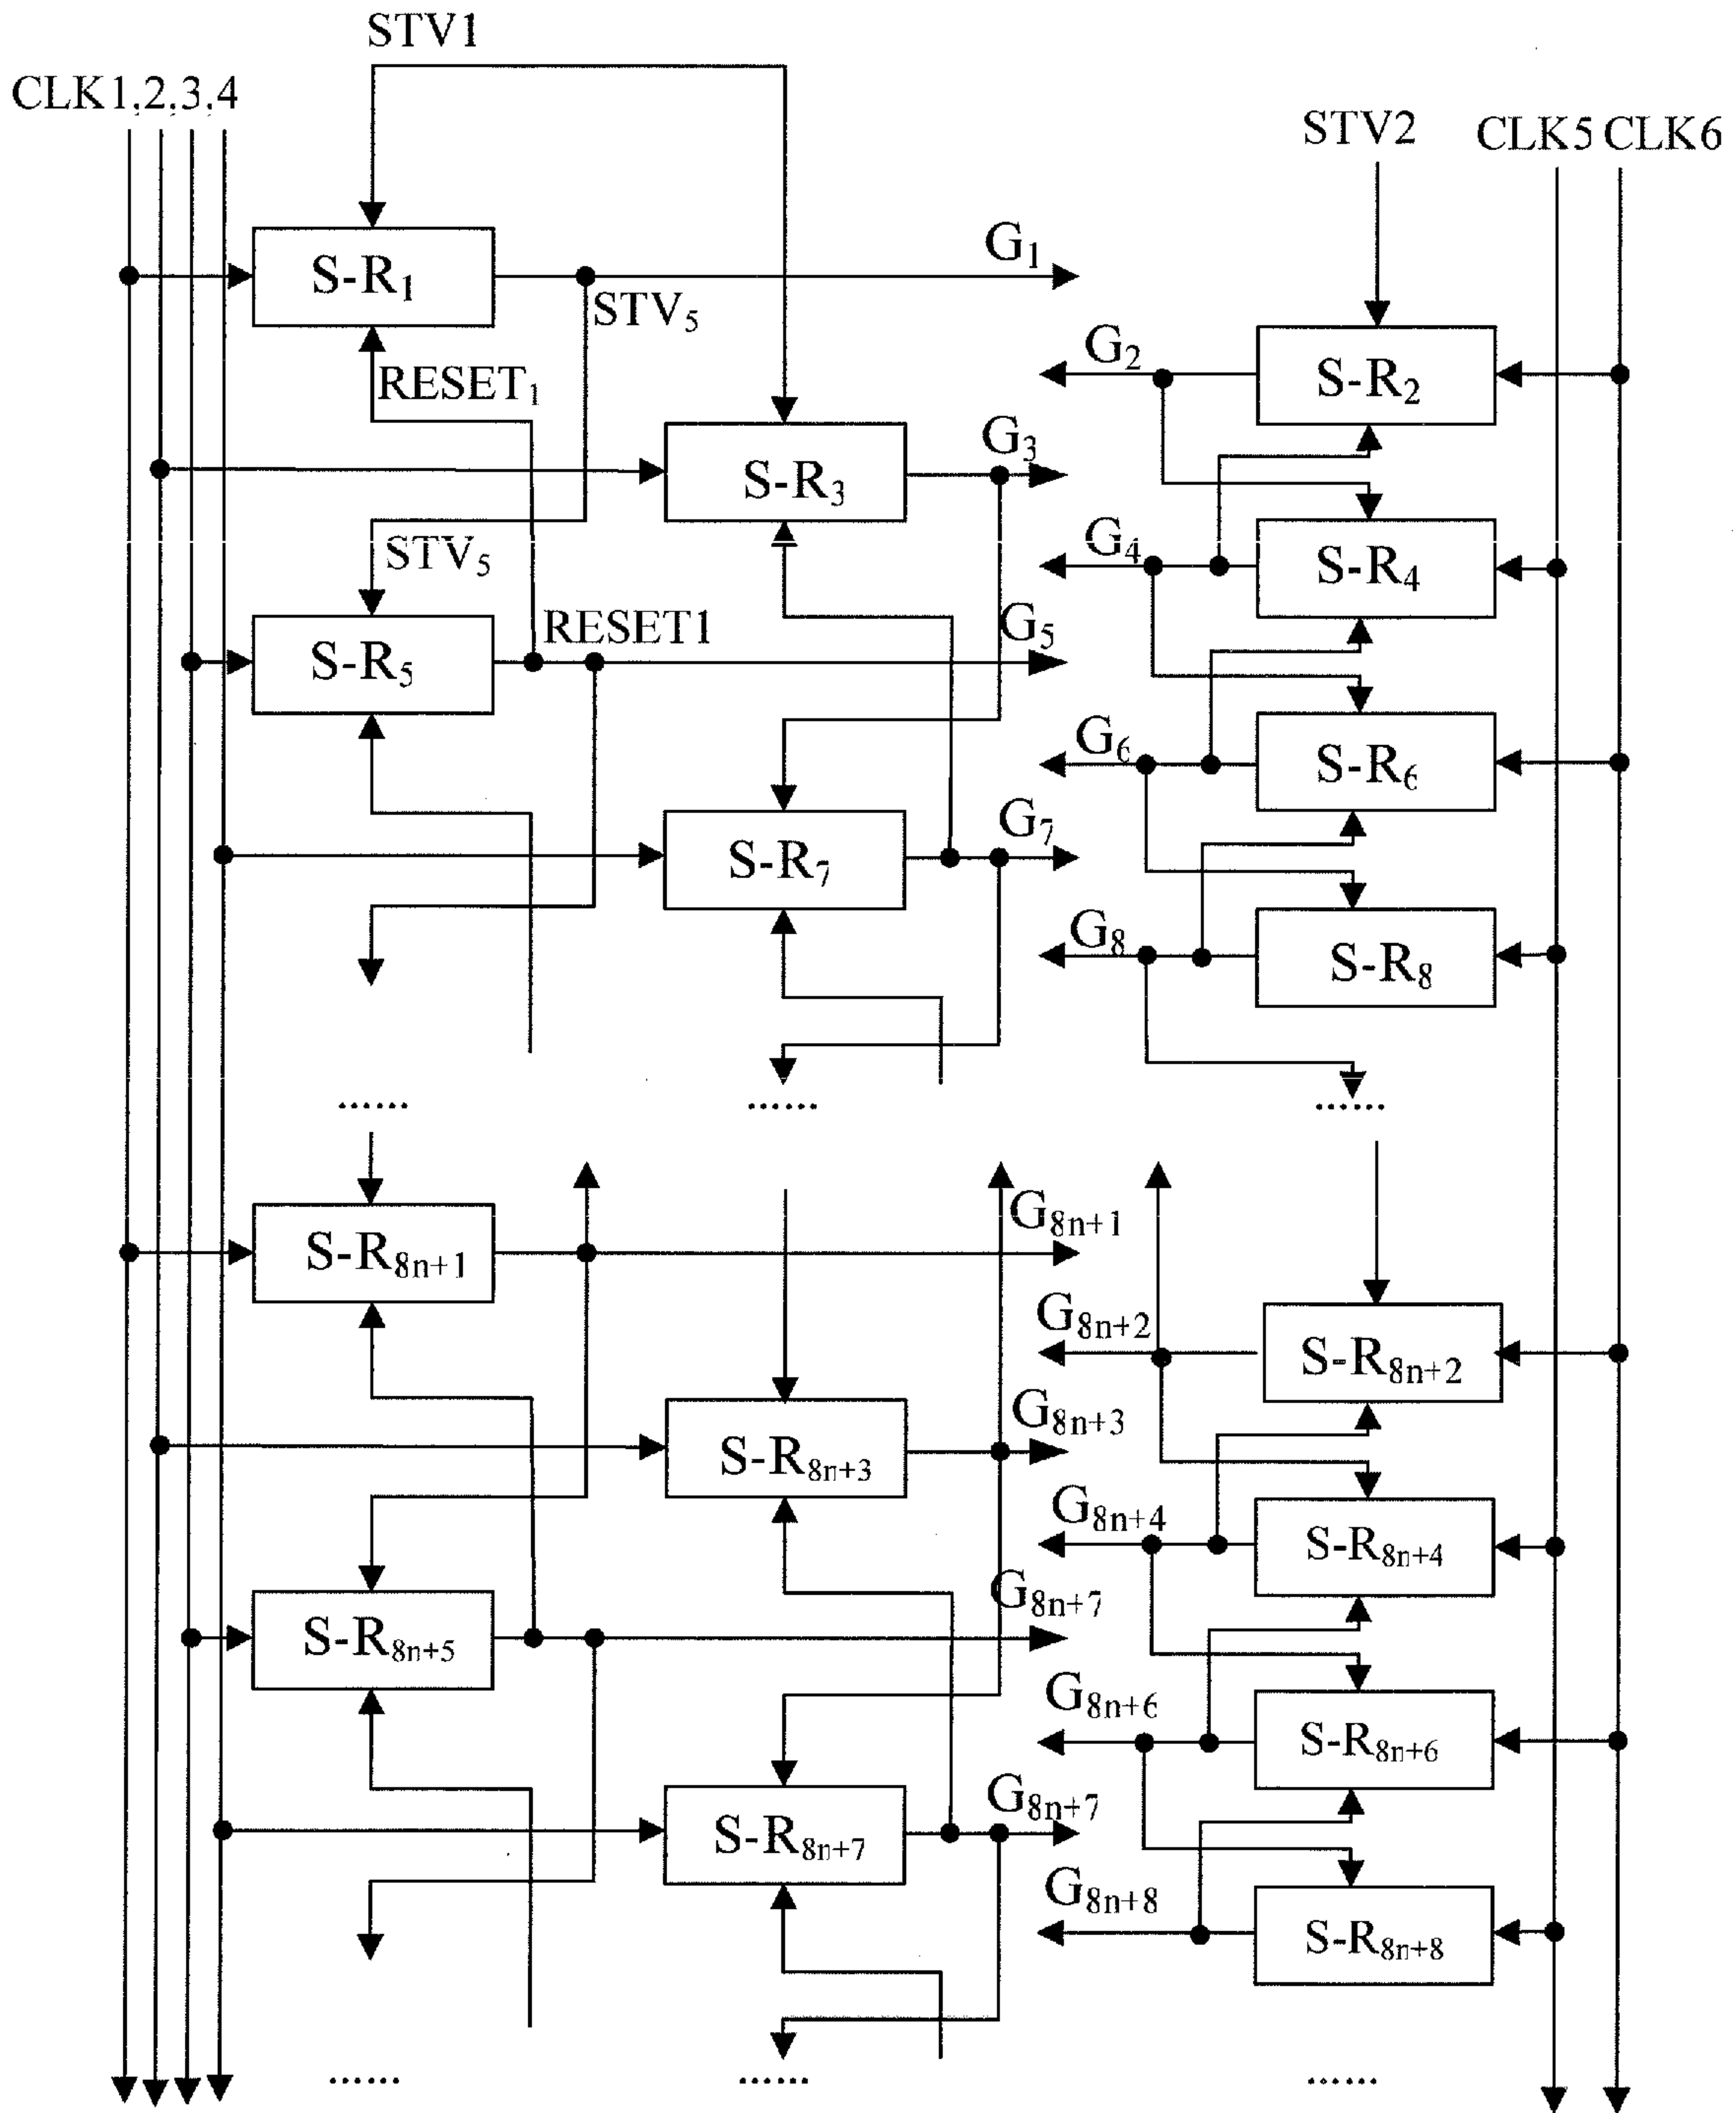 STV1
CLK1,2,3,4
STV2
CLK5 CLK6
S-R1
G1
STV5
G2
S-R2
RESET1
G3
S-R3
G4
S-R4
STV5
RESET1
G5
S-R5
G6
S-R6
G7
S-R7
G8
S-R8
......
......
......
G8n+1
S-R8n+1
G8n+2
S-R8n+2
G8n+3
S-R8n+3
G8n+4
S-R8n+4
G8n+7
S-R8n+5
G8n+6
S-R8n+6
G8n+7
S-R8n+7
G8n+8
S-R8n+8
......
......
......